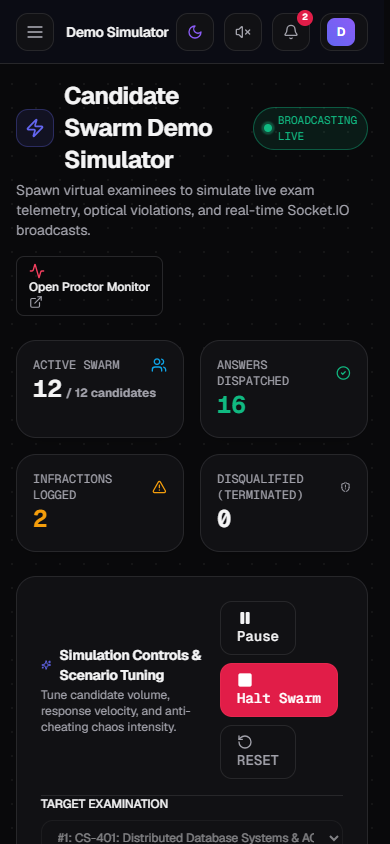 Demo Simulator
2
D
Candidate
Swarm Demo
Simulator
BROADCASTING
LIVE
Spawn virtual examinees to simulate live exam
telemetry, optical violations, and real-time Socket.IO
broadcasts.
Open Proctor Monitor
ACTIVE SWARM
12 / 12 candidates
ANSWERS
DISPATCHED
16
INFRACTIONS
LOGGED
2
DISQUALIFIED
(TERMINATED)
0
Simulation Controls &
Scenario Tuning
Tune candidate volume,
response velocity, and anti-
cheating chaos intensity.
Pause
Halt Swarm
RESET
TARGET EXAMINATION
#1: CS-401: Distributed Database Systems &